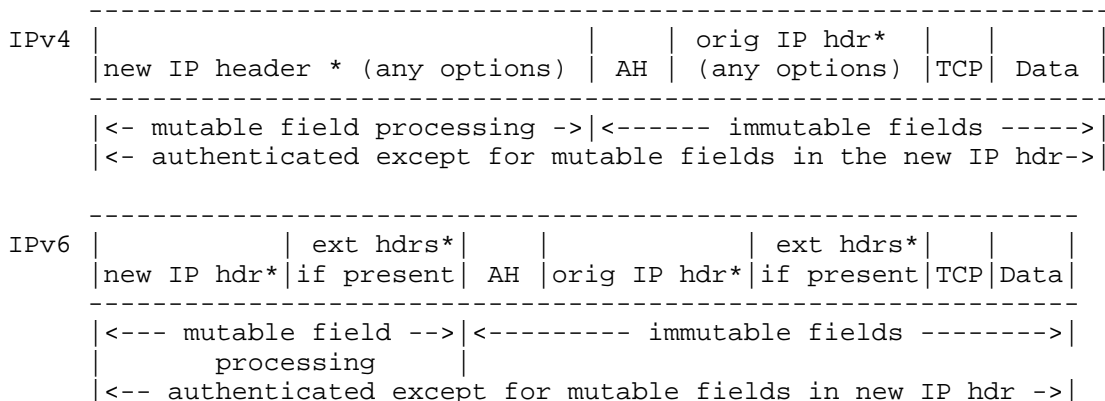 ----------------------------------------------------------------
IPv4 |                              |    | orig IP hdr*  |   |      |
     |new IP header * (any options) | AH | (any options) |TCP| Data |
     ----------------------------------------------------------------
     |<- mutable field processing ->|<------ immutable fields ----->|
     |<- authenticated except for mutable fields in the new IP hdr->|

     --------------------------------------------------------------
IPv6 |           | ext hdrs*|    |            | ext hdrs*|   |    |
     |new IP hdr*|if present| AH |orig IP hdr*|if present|TCP|Data|
     --------------------------------------------------------------
     |<--- mutable field -->|<--------- immutable fields -------->|
     |       processing     |
     |<-- authenticated except for mutable fields in new IP hdr ->|